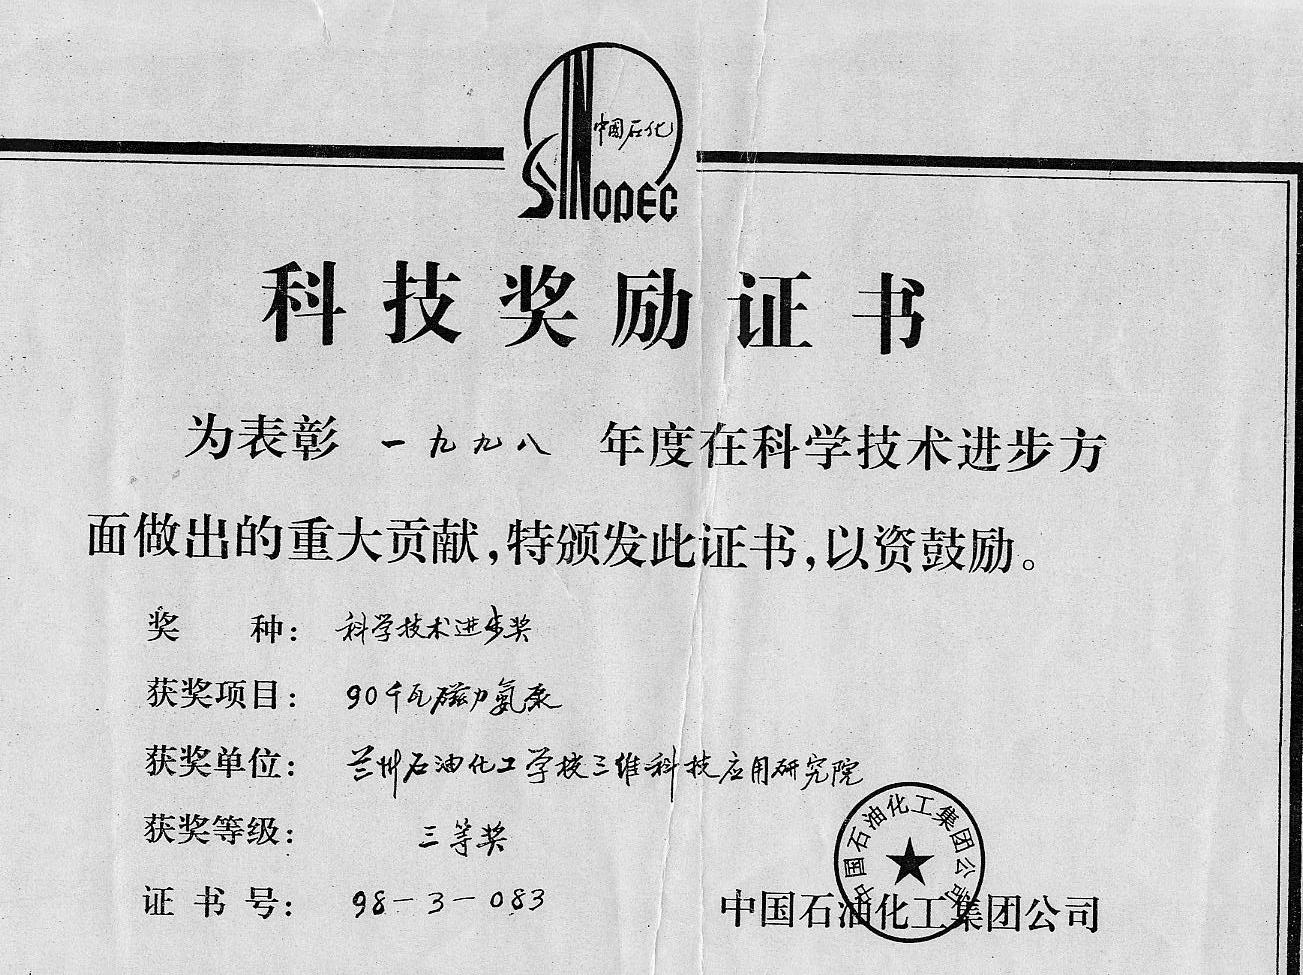 中国石化
SINOPEC
科技奖励证书
为表彰 一九九八 年度在科学技术进步方
面做出的重大贡献,特颁发此证书,以资鼓励。
奖 种: 科学技术进步奖
获奖项目: 90千瓦磁力氨泵
获奖单位: 兰州石油化工学校三维科技应用研究院
获奖等级: 三等奖
证书号: 98-3-083
中国石油化工集团公司
中国石油化工集团公司